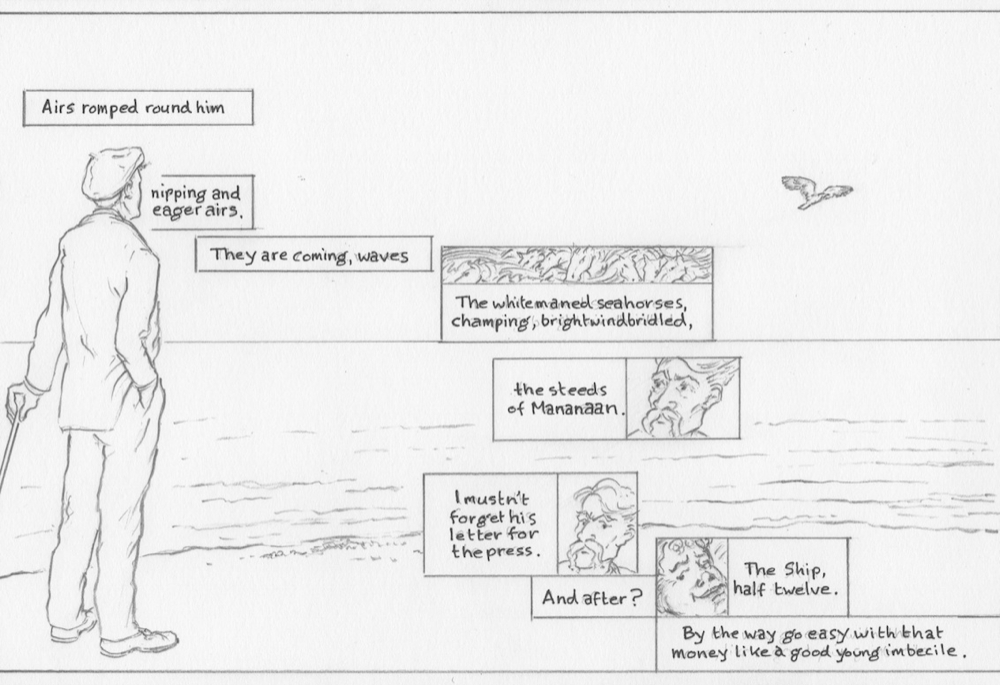 Airs romped round him
nipping and
eager airs.
They are coming, waves
The whitemaned seahorses,
champing, brightwindbridled,
the steeds
of Mananaan.
I mustn't
forget his
letter for
the press.
And after?
The Ship,
half twelve.
By the way go easy with that
money like a good young imbecile.